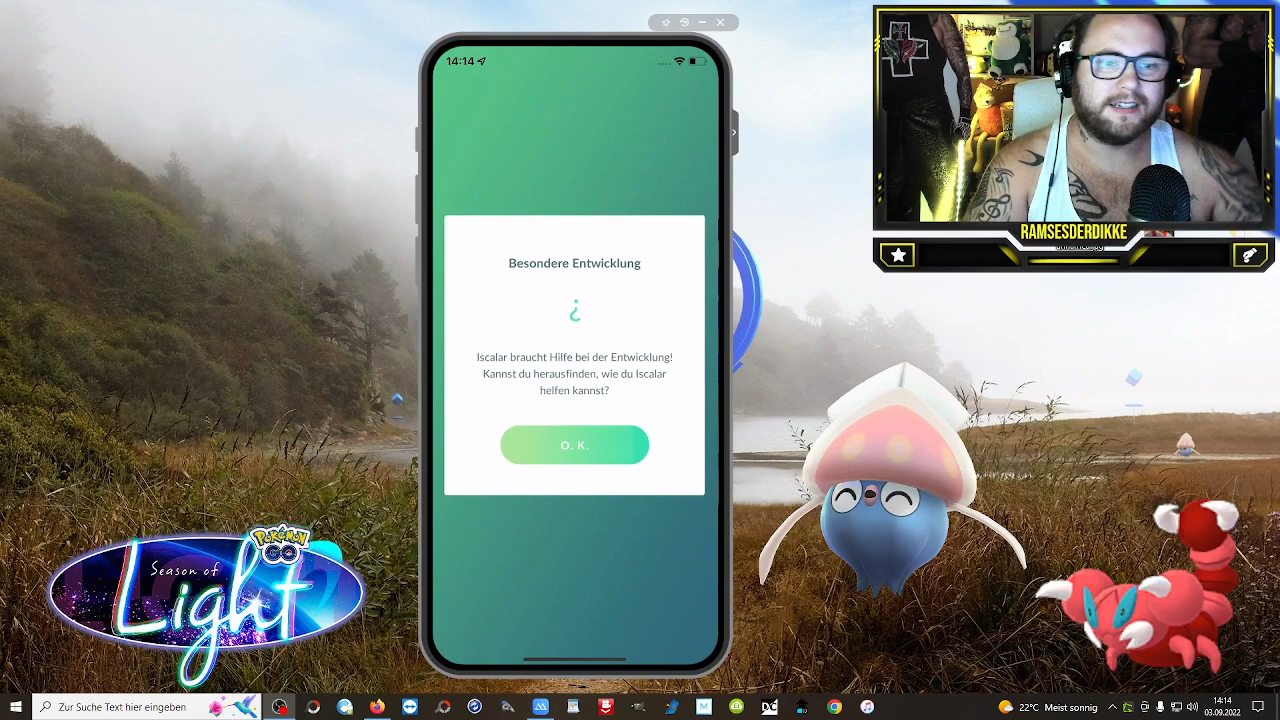 14:14
Besondere Entwicklung
¿
Iscalar braucht Hilfe bei der Entwicklung!
Kannst du herausfinden, wie du Iscalar
helfen kannst?
O. K.
RAMSESDERDIKKE
POKéMON
GO
Season of
Light
Zur Suche Text hier eingeben
DC
22°C Meist sonnig
14:14
03.09.2022